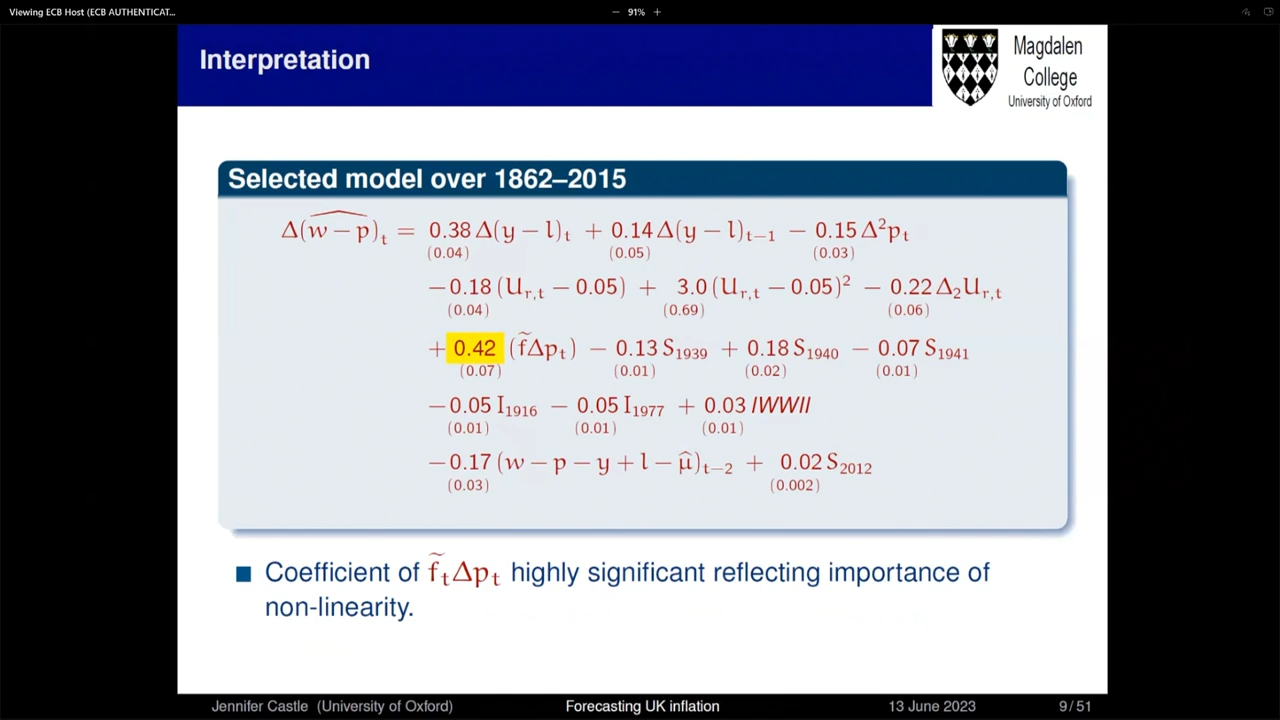 Viewing ECB Host (ECB AUTHENTICAT...
− 91% +
Interpretation
Magdalen
College
University of Oxford
Selected model over 1862–2015
Δ(w − p)̂ₜ = 0.38 Δ(y − l)ₜ + 0.14 Δ(y − l)ₜ₋₁ − 0.15 Δ²pₜ
(0.04) (0.05) (0.03)
− 0.18 (Uᵣ,ₜ − 0.05) + 3.0 (Uᵣ,ₜ − 0.05)² − 0.22 Δ₂Uᵣ,ₜ
(0.04) (0.69) (0.06)
+ 0.42 (f̃Δpₜ) − 0.13 S₁₉₃₉ + 0.18 S₁₉₄₀ − 0.07 S₁₉₄₁
(0.07) (0.01) (0.02) (0.01)
− 0.05 I₁₉₁₆ − 0.05 I₁₉₇₇ + 0.03 IWWII
(0.01) (0.01) (0.01)
− 0.17 (w − p − y + l − μ̂)ₜ₋₂ + 0.02 S₂₀₁₂
(0.03) (0.002)
Coefficient of f̃ₜΔpₜ highly significant reflecting importance of
non-linearity.
Jennifer Castle (University of Oxford) Forecasting UK inflation 13 June 2023 9 / 51